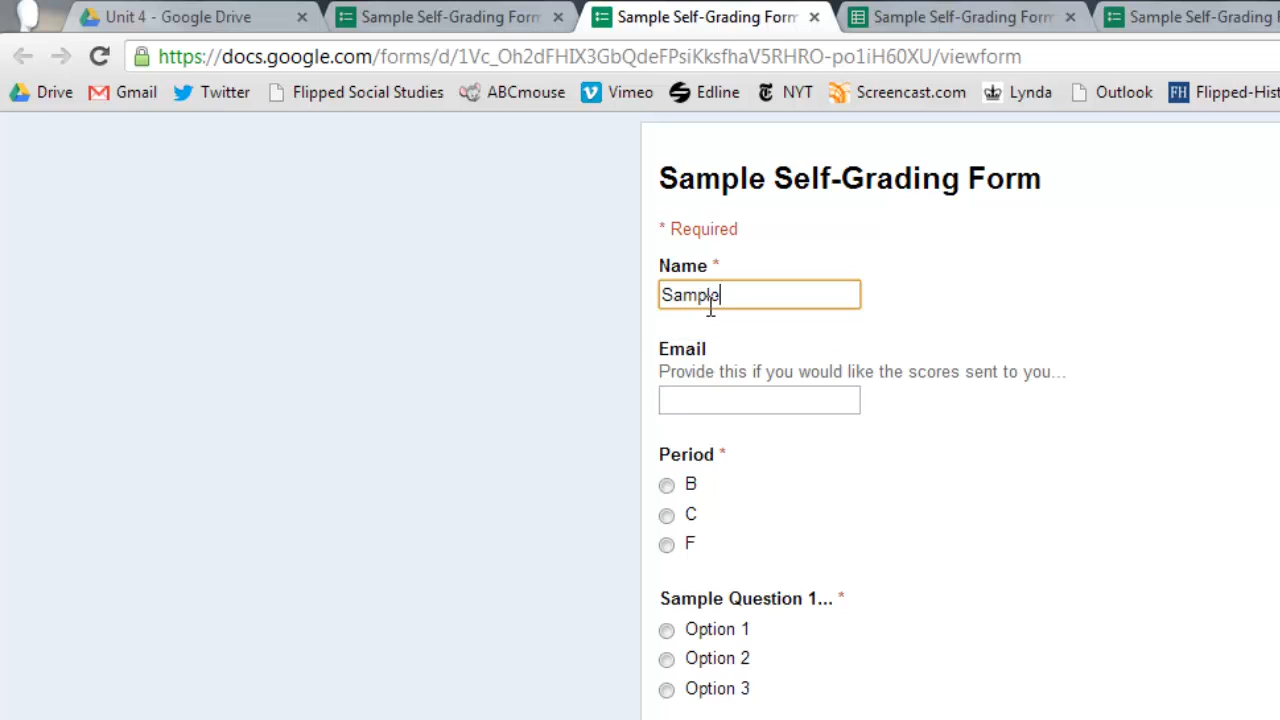 Unit 4 - Google Drive Sample Self-Grading Form Sample Self-Grading Form Sample Self-Grading Form Sample Self-Grading
https://docs.google.com/forms/d/1Vc_Oh2dFHIX3GbQdeFPsiKksfhaV5RHRO-po1iH60XU/viewform
Drive Gmail Twitter Flipped Social Studies ABCmouse Vimeo Edline NYT Screencast.com Lynda Outlook FH Flipped-Hist
Sample Self-Grading Form
* Required
Name *
Sample
Email
Provide this if you would like the scores sent to you...
Period *
B
C
F
Sample Question 1... *
Option 1
Option 2
Option 3